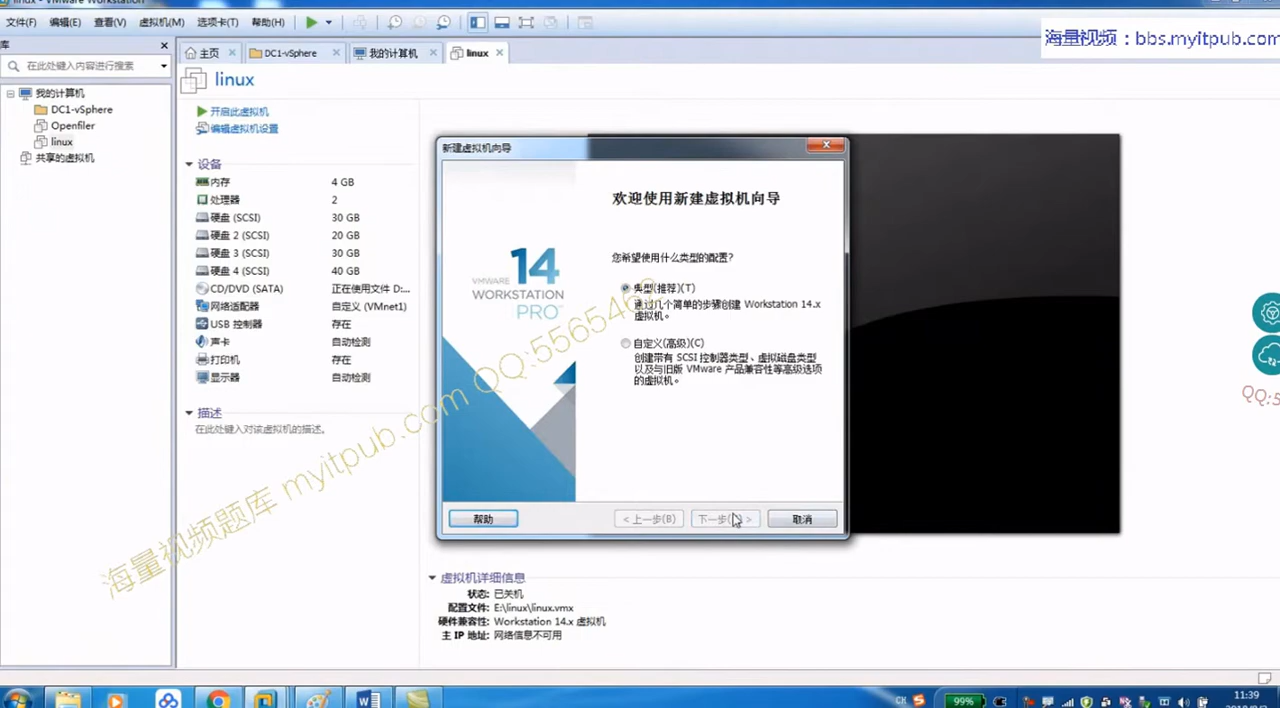 linux - VMware Workstation
文件(F) 编辑(E) 查看(V) 虚拟机(M) 选项卡(T) 帮助(H)
海量视频：bbs.myitpub.com
库
在此处键入内容进行搜索
我的计算机
DC1-vSphere
Openfiler
linux
共享的虚拟机
主页 DC1-vSphere 我的计算机 linux
linux
开启此虚拟机
编辑虚拟机设置
设备
内存 4 GB
处理器 2
硬盘 (SCSI) 30 GB
硬盘 2 (SCSI) 20 GB
硬盘 3 (SCSI) 30 GB
硬盘 4 (SCSI) 40 GB
CD/DVD (SATA) 正在使用文件 D:...
网络适配器 自定义 (VMnet1)
USB 控制器 存在
声卡 自动检测
打印机 存在
显示器 自动检测
描述
在此处键入对该虚拟机的描述。
新建虚拟机向导
14
VMWARE
WORKSTATION
PRO™
欢迎使用新建虚拟机向导
您希望使用什么类型的配置?
典型(推荐)(T)
通过几个简单的步骤创建 Workstation 14.x
虚拟机。
自定义(高级)(C)
创建带有 SCSI 控制器类型、虚拟磁盘类型
以及与旧版 VMware 产品兼容性等高级选项
的虚拟机。
帮助 < 上一步(B) 下一步( > 取消
虚拟机详细信息
状态: 已关机
配置文件: E:\linux\linux.vmx
硬件兼容性: Workstation 14.x 虚拟机
主 IP 地址: 网络信息不可用
海量视频题库 myitpub.com QQ:5565462
QQ:5
CH
99%
11:39